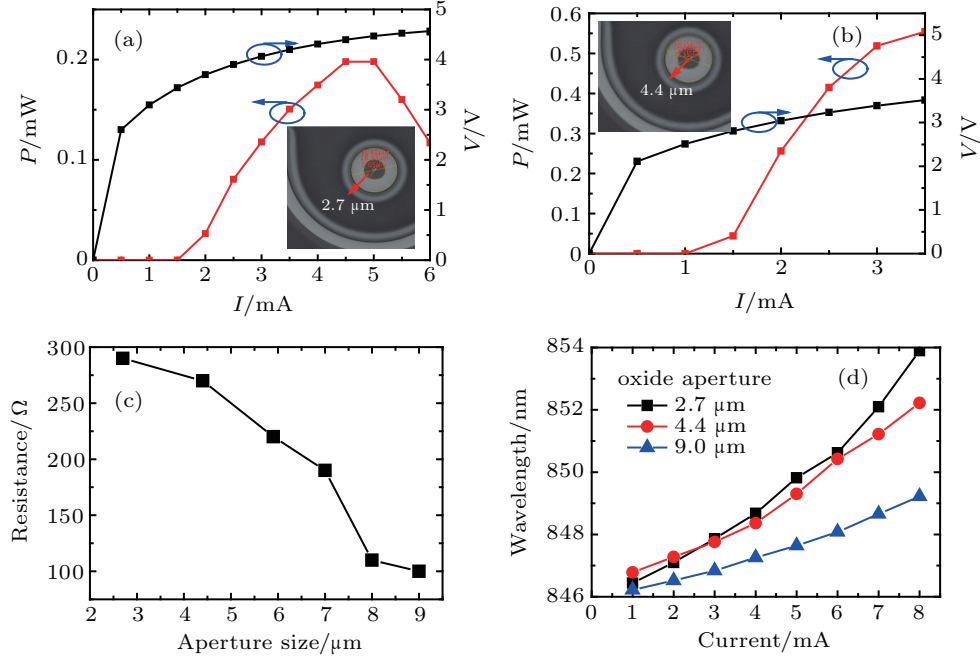 (a)
P/mW
0.2
0.1
0
5
4
3
2
1
0
V/V
2.7 µm
0 1 2 3 4 5 6
I/mA
(b)
P/mW
0.6
0.5
0.4
0.3
0.2
0.1
0
5
4
3
2
1
0
V/V
4.4 µm
0 1 2 3
I/mA
(c)
Resistance/Ω
300
250
200
150
100
2 3 4 5 6 7 8 9
Aperture size/µm
(d)
Wavelength/nm
854
852
850
848
846
oxide aperture
2.7 µm
4.4 µm
9.0 µm
0 1 2 3 4 5 6 7 8
Current/mA